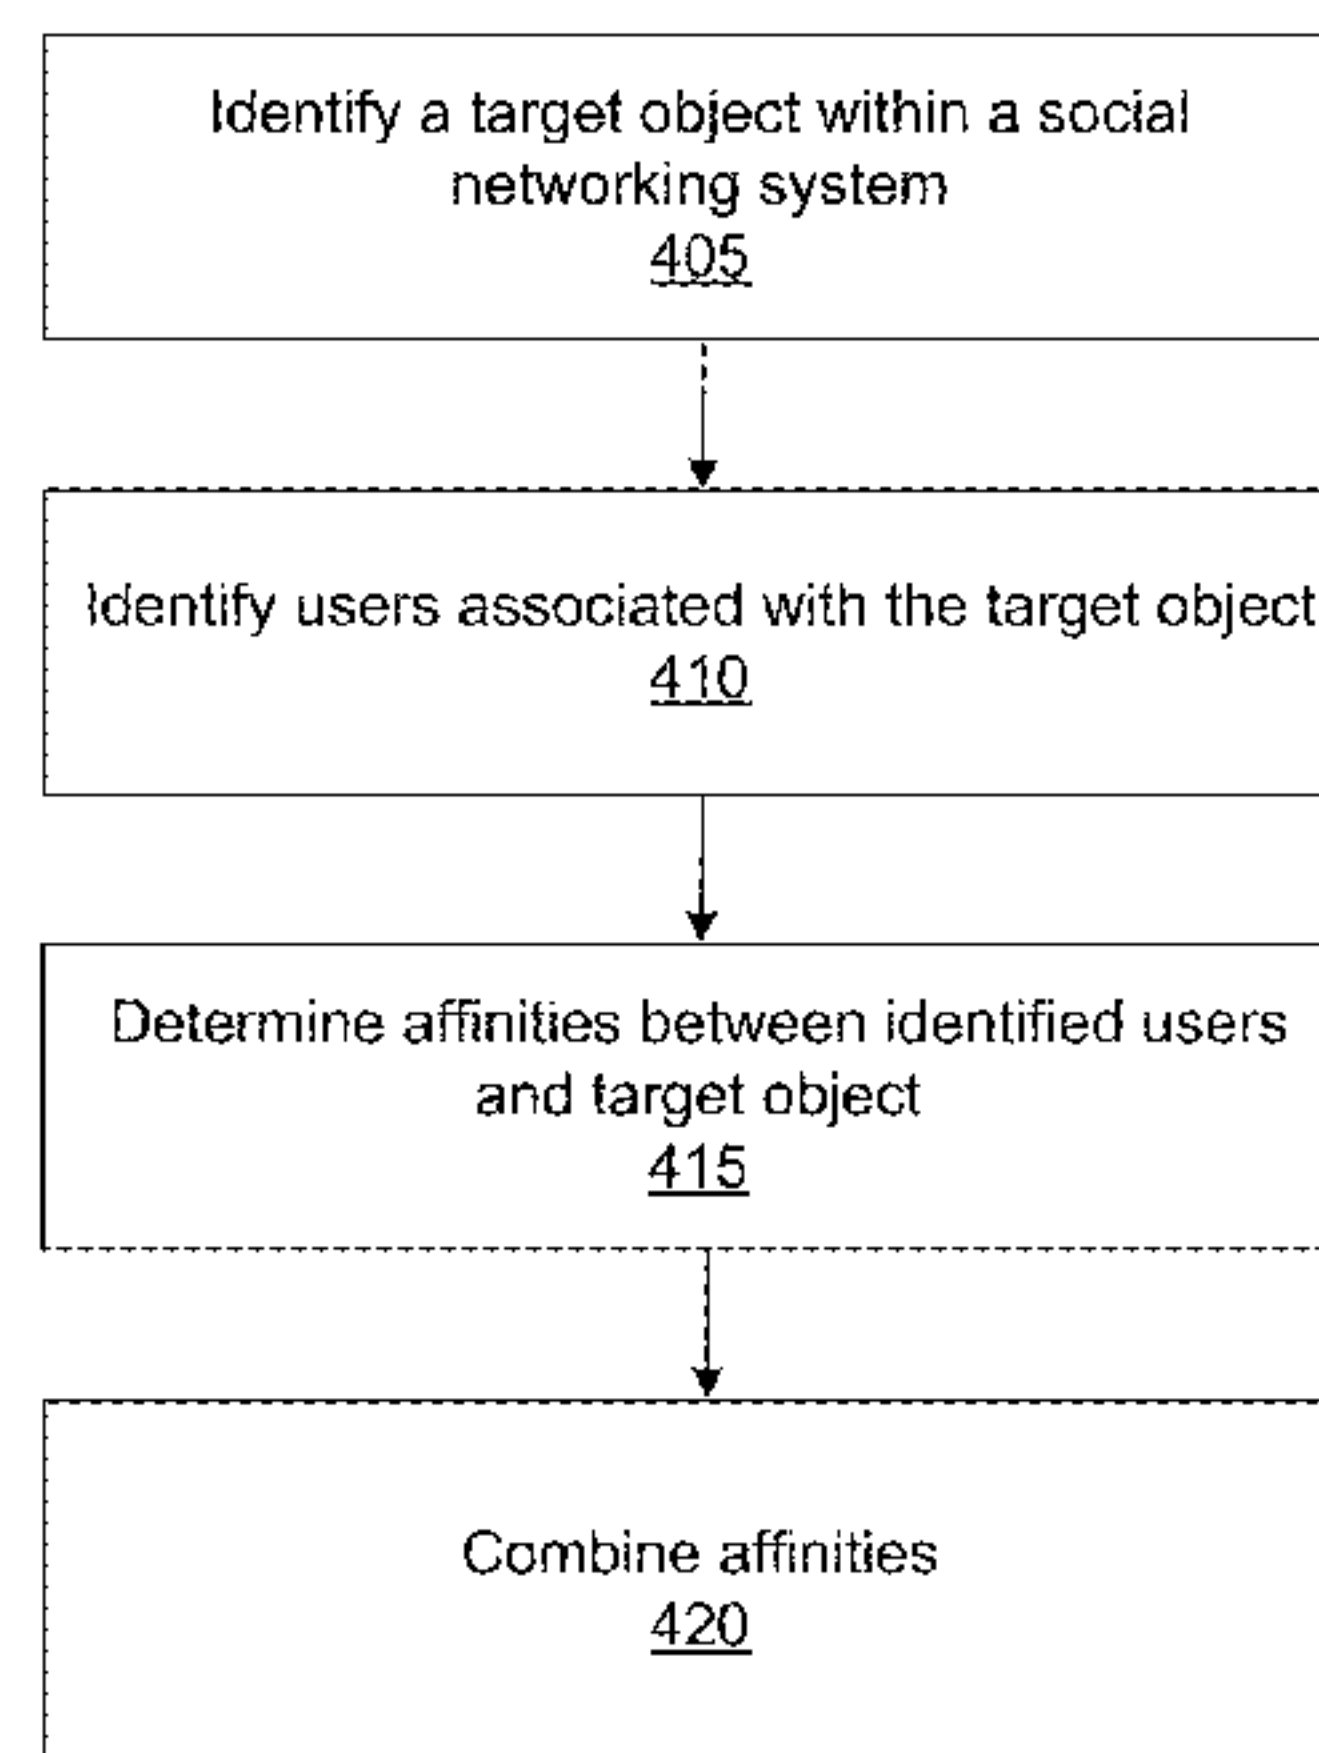 Identify a target object within a social
networking system
405
Identify users associated with the target object
410
Determine affinities between identified users
and target object
415
Combine affinities
420